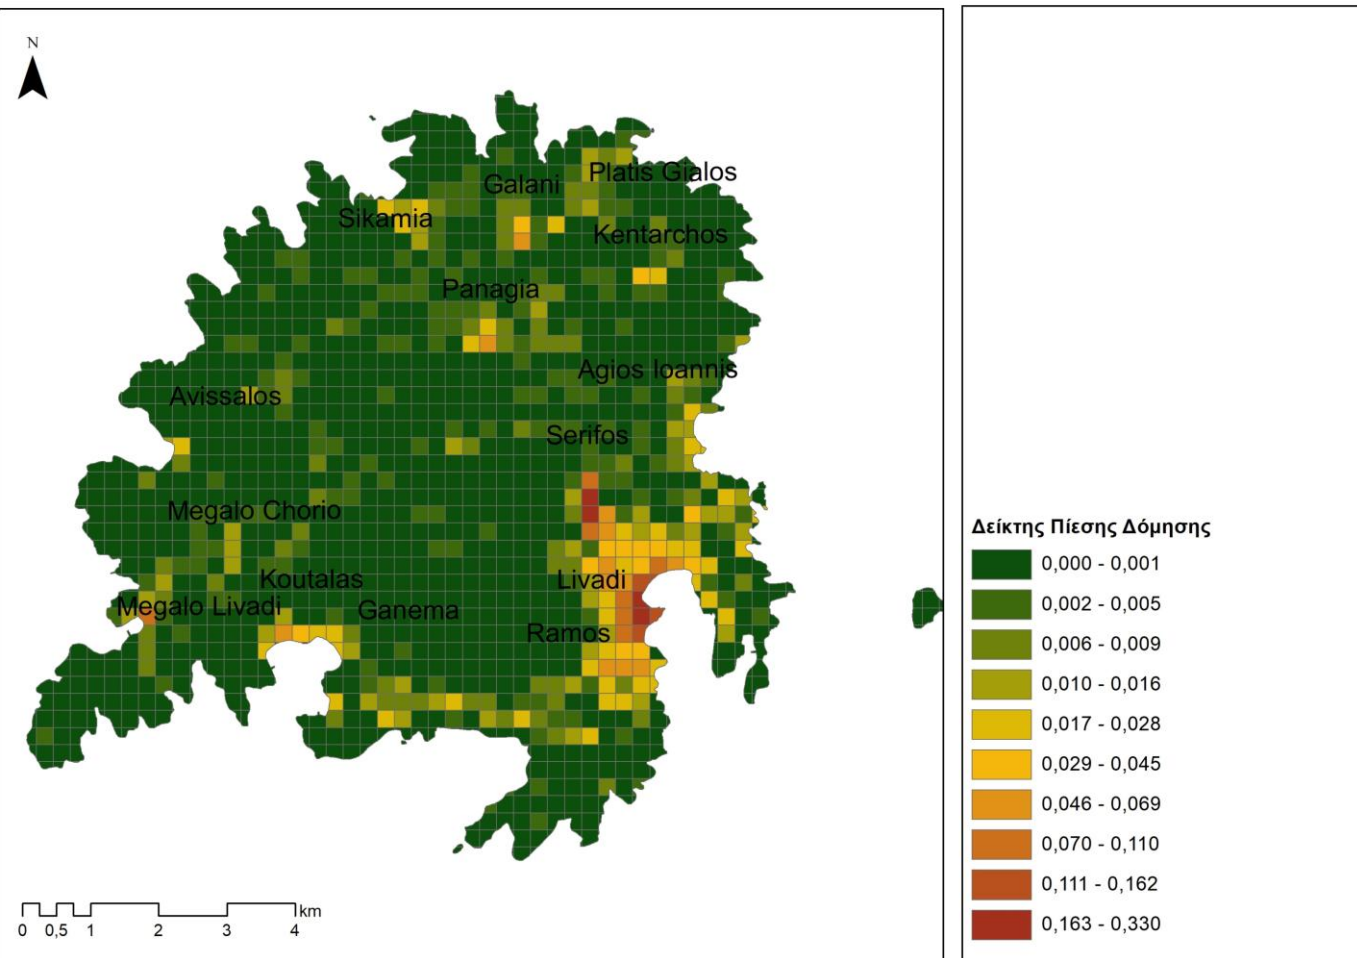 N
Platis Gialos
Galani
Sikamia
Kentarchos
Panagia
Agios Ioannis
Avissalos
Serifos
Megalo Chorio
Koutalas
Livadi
Megalo Livadi
Ganema
Ramos
km
0 0,5 1 2 3 4
Δείκτης Πίεσης Δόμησης
0,000 - 0,001
0,002 - 0,005
0,006 - 0,009
0,010 - 0,016
0,017 - 0,028
0,029 - 0,045
0,046 - 0,069
0,070 - 0,110
0,111 - 0,162
0,163 - 0,330